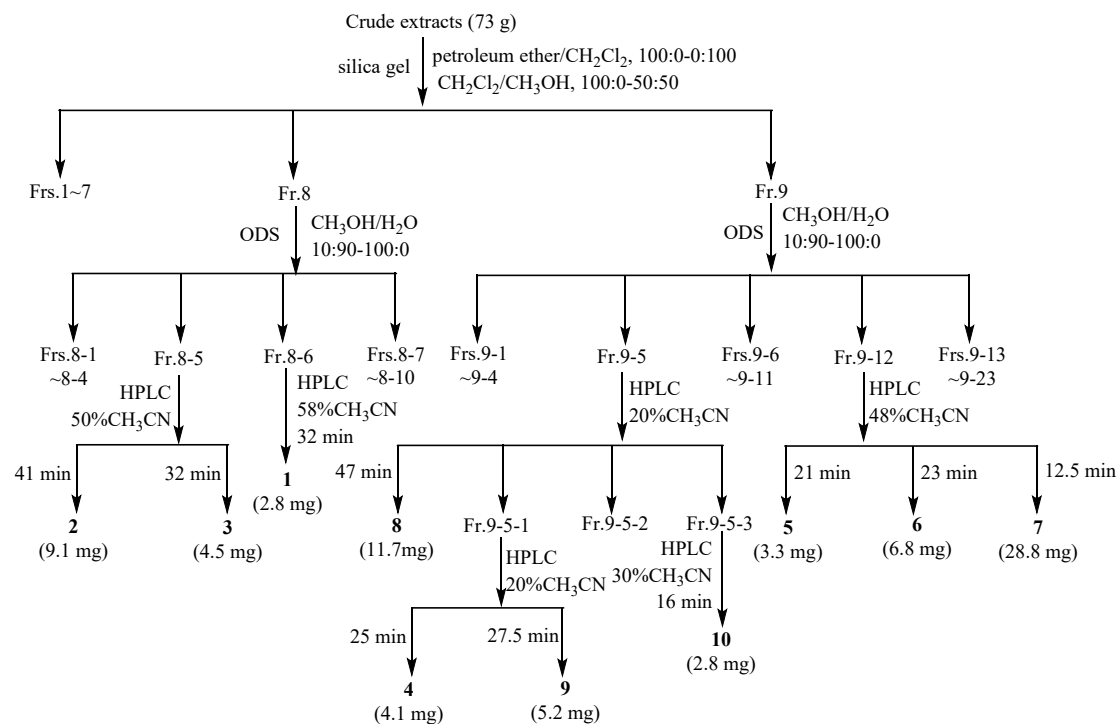 Crude extracts (73 g)
silica gel
petroleum ether/CH₂Cl₂, 100:0-0:100
CH₂Cl₂/CH₃OH, 100:0-50:50
Frs.1~7
Fr.8
Fr.9
ODS
CH₃OH/H₂O
10:90-100:0
ODS
CH₃OH/H₂O
10:90-100:0
Frs.8-1
~8-4
Fr.8-5
Fr.8-6
Frs.8-7
~8-10
Frs.9-1
~9-4
Fr.9-5
Frs.9-6
~9-11
Fr.9-12
Frs.9-13
~9-23
HPLC
50%CH₃CN
HPLC
58%CH₃CN
32 min
HPLC
20%CH₃CN
HPLC
48%CH₃CN
41 min
2
(9.1 mg)
32 min
3
(4.5 mg)
1
(2.8 mg)
47 min
8
(11.7mg)
Fr.9-5-1
Fr.9-5-2
Fr.9-5-3
21 min
5
(3.3 mg)
23 min
6
(6.8 mg)
12.5 min
7
(28.8 mg)
HPLC
20%CH₃CN
HPLC
30%CH₃CN
16 min
10
(2.8 mg)
25 min
4
(4.1 mg)
27.5 min
9
(5.2 mg)